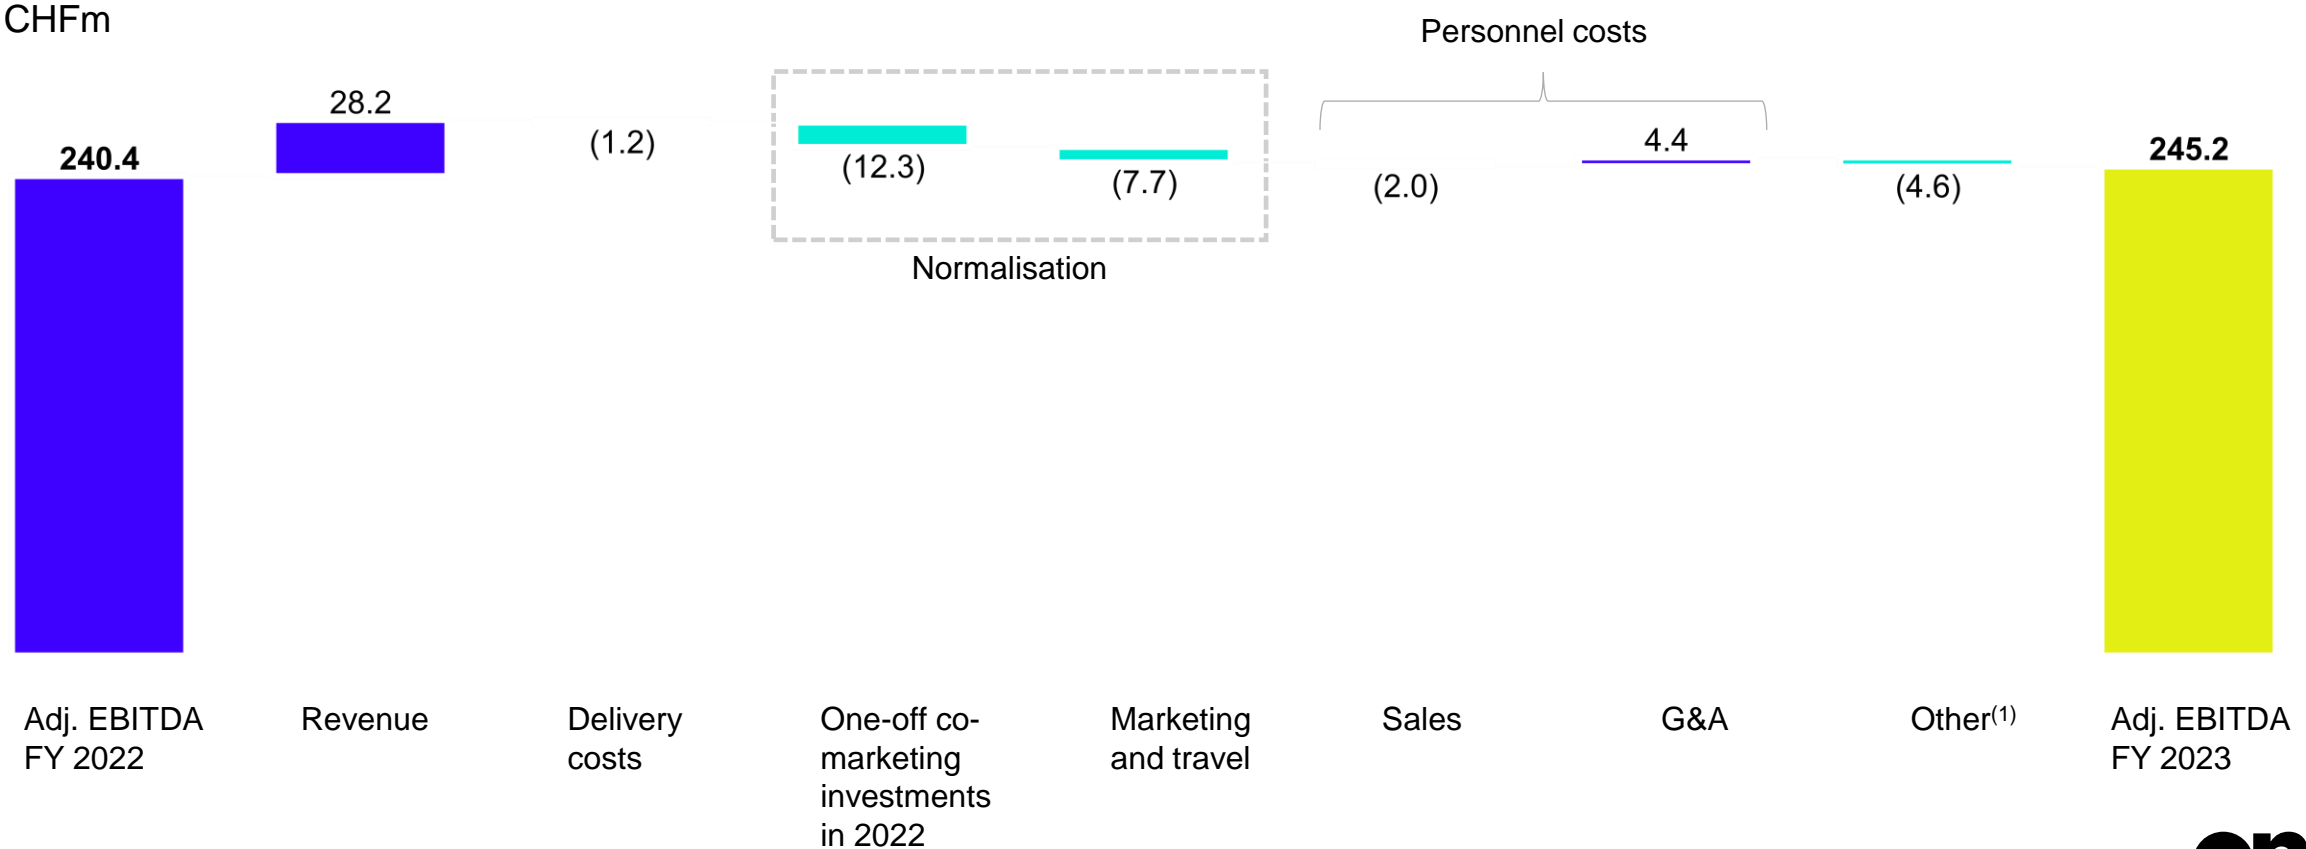 CHFm
Personnel costs
28.2
240.4
(1.2)
(12.3)
(7.7)
(2.0)
4.4
(4.6)
245.2
Normalisation
Adj. EBITDA
FY 2022
Revenue
Delivery
costs
One-off co-
marketing
investments
in 2022
Marketing
and travel
Sales
G&A
Other(1)
Adj. EBITDA
FY 2023